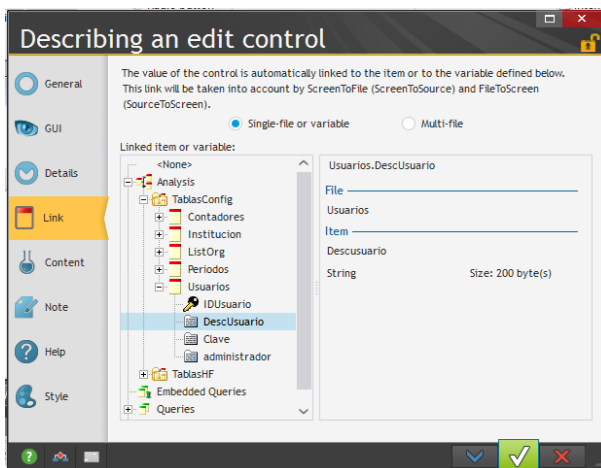 Describing an edit control
General
GUI
Details
Link
Content
Note
Help
Style
The value of the control is automatically linked to the item or to the variable defined below.
This link will be taken into account by ScreenToFile (ScreenToSource) and FileToScreen
(SourceToScreen).
Single-file or variable
Multi-file
Linked item or variable:
<None>
Analysis
TablasConfig
Contadores
Institucion
ListOrg
Periodos
Usuarios
IDUsuario
DescUsuario
Clave
administrador
TablasHF
Embedded Queries
Queries
Usuarios.DescUsuario
File
Usuarios
Item
Descusuario
String Size: 200 byte(s)